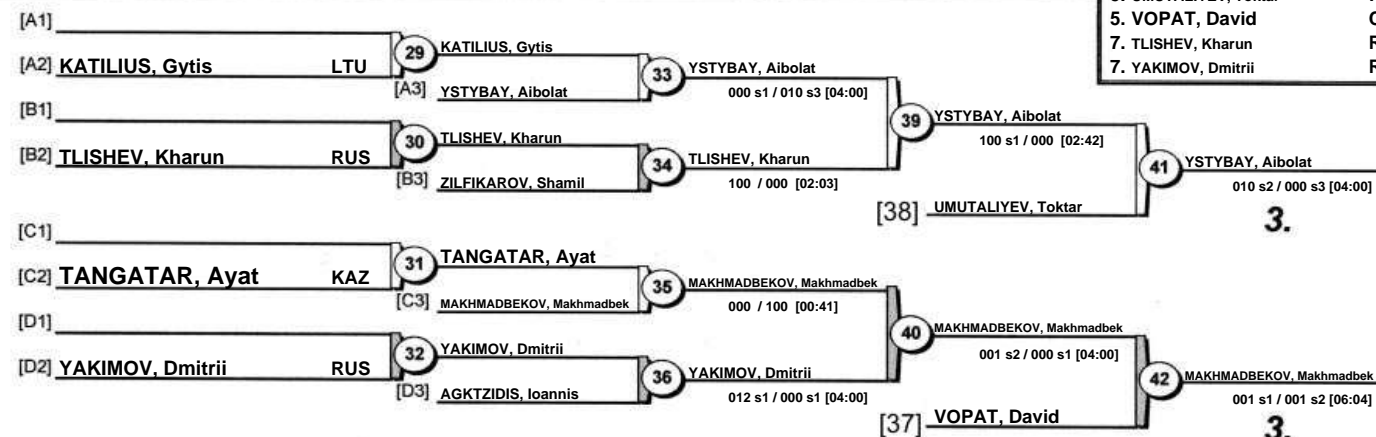 5. VOPAT, David
7. TLISHEV, Kharun
7. YAKIMOV, Dmitrii
[A1]
[A2] KATILIUS, Gytis LTU
29
KATILIUS, Gytis
[A3] YSTYBAY, Aibolat
33
YSTYBAY, Aibolat
000 s1 / 010 s3 [04:00]
[B1]
[B2] TLISHEV, Kharun RUS
30
TLISHEV, Kharun
[B3] ZILFIKAROV, Shamil
34
TLISHEV, Kharun
100 / 000 [02:03]
39
YSTYBAY, Aibolat
100 s1 / 000 [02:42]
[38] UMUTALIYEV, Toktar
41
YSTYBAY, Aibolat
010 s2 / 000 s3 [04:00]
3.
[C1]
[C2] TANGATAR, Ayat KAZ
31
TANGATAR, Ayat
[C3] MAKHMADBEKOV, Makhmadbek
35
MAKHMADBEKOV, Makhmadbek
000 / 100 [00:41]
[D1]
[D2] YAKIMOV, Dmitrii RUS
32
YAKIMOV, Dmitrii
[D3] AGKTZIDIS, Ioannis
36
YAKIMOV, Dmitrii
012 s1 / 000 s1 [04:00]
40
MAKHMADBEKOV, Makhmadbek
001 s2 / 000 s1 [04:00]
[37] VOPAT, David
42
MAKHMADBEKOV, Makhmadbek
001 s1 / 001 s2 [06:04]
3.